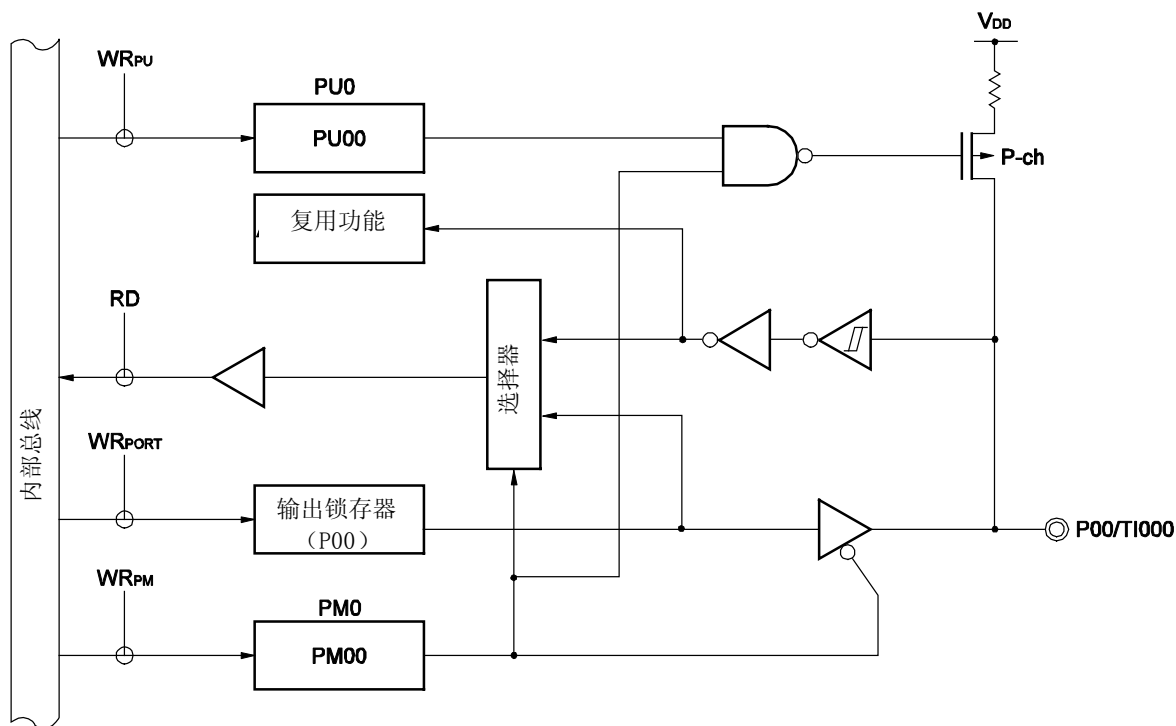 VDD
WRPU
PU0
PU00
P-ch
复用功能
RD
选择器
内部总线
WRPORT
输出锁存器
（P00）
P00/TI000
WRPM
PM0
PM00